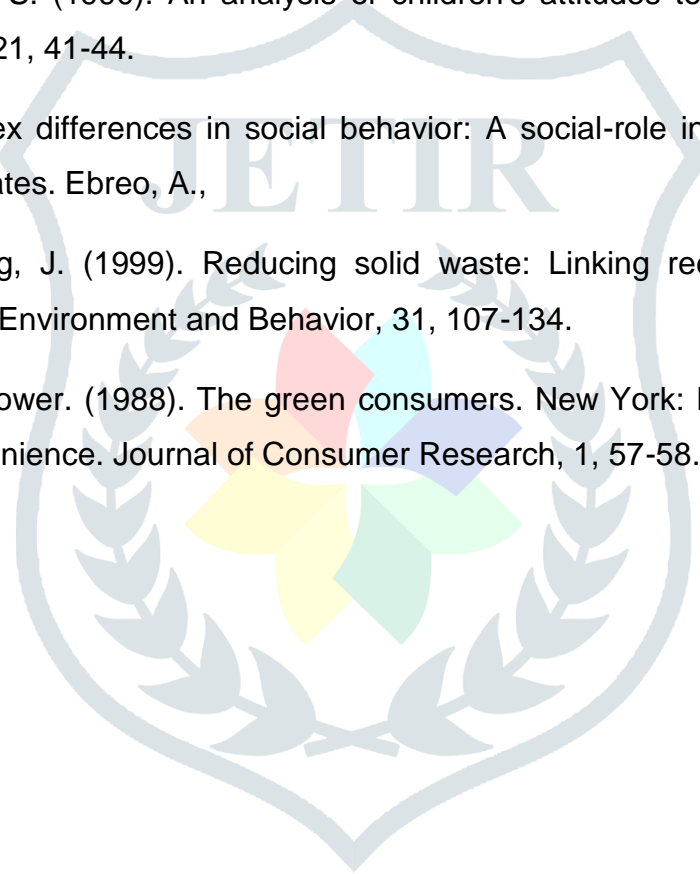 21, 41-44.
ex differences in social behavior: A social-role in
ates. Ebreo, A.,
g, J. (1999). Reducing solid waste: Linking rec
Environment and Behavior, 31, 107-134.
ower. (1988). The green consumers. New York: 
nience. Journal of Consumer Research, 1, 57-58.
JETIR